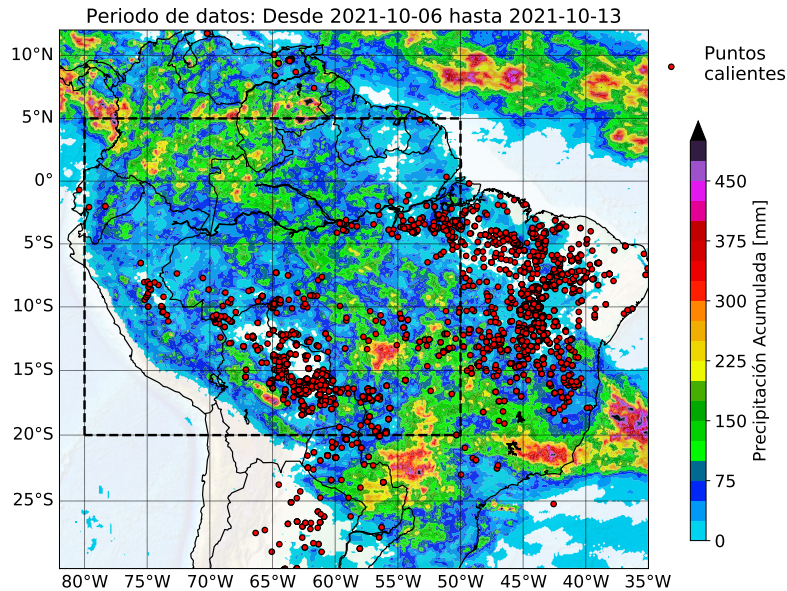 Periodo de datos: Desde 2021-10-06 hasta 2021-10-13
10°N
5°N
0°
5°S
10°S
15°S
20°S
25°S
80°W 75°W 70°W 65°W 60°W 55°W 50°W 45°W 40°W 35°W
Puntos
calientes
450
375
300
225
150
75
0
Precipitación Acumulada [mm]